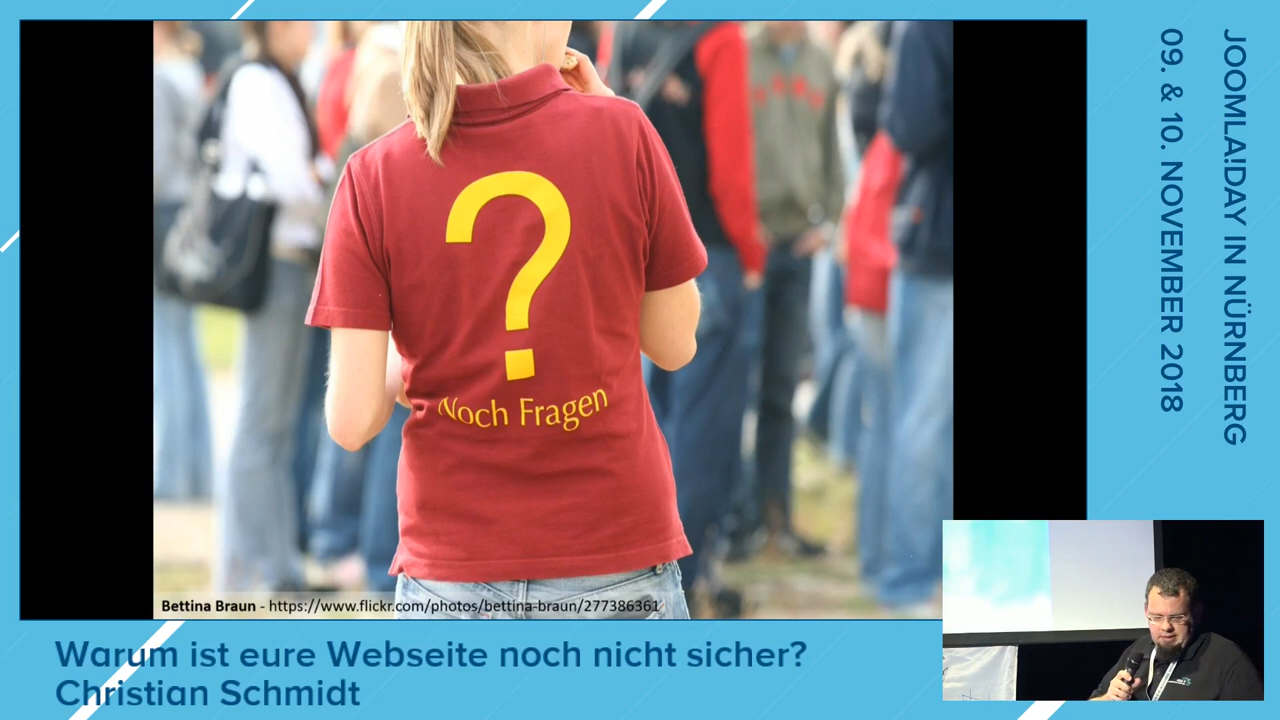 ?
Noch Fragen
Bettina Braun - https://www.flickr.com/photos/bettina-braun/277386361
Warum ist eure Webseite noch nicht sicher?
Christian Schmidt
JOOMLA!DAY IN NÜRNBERG
09. & 10. NOVEMBER 2018